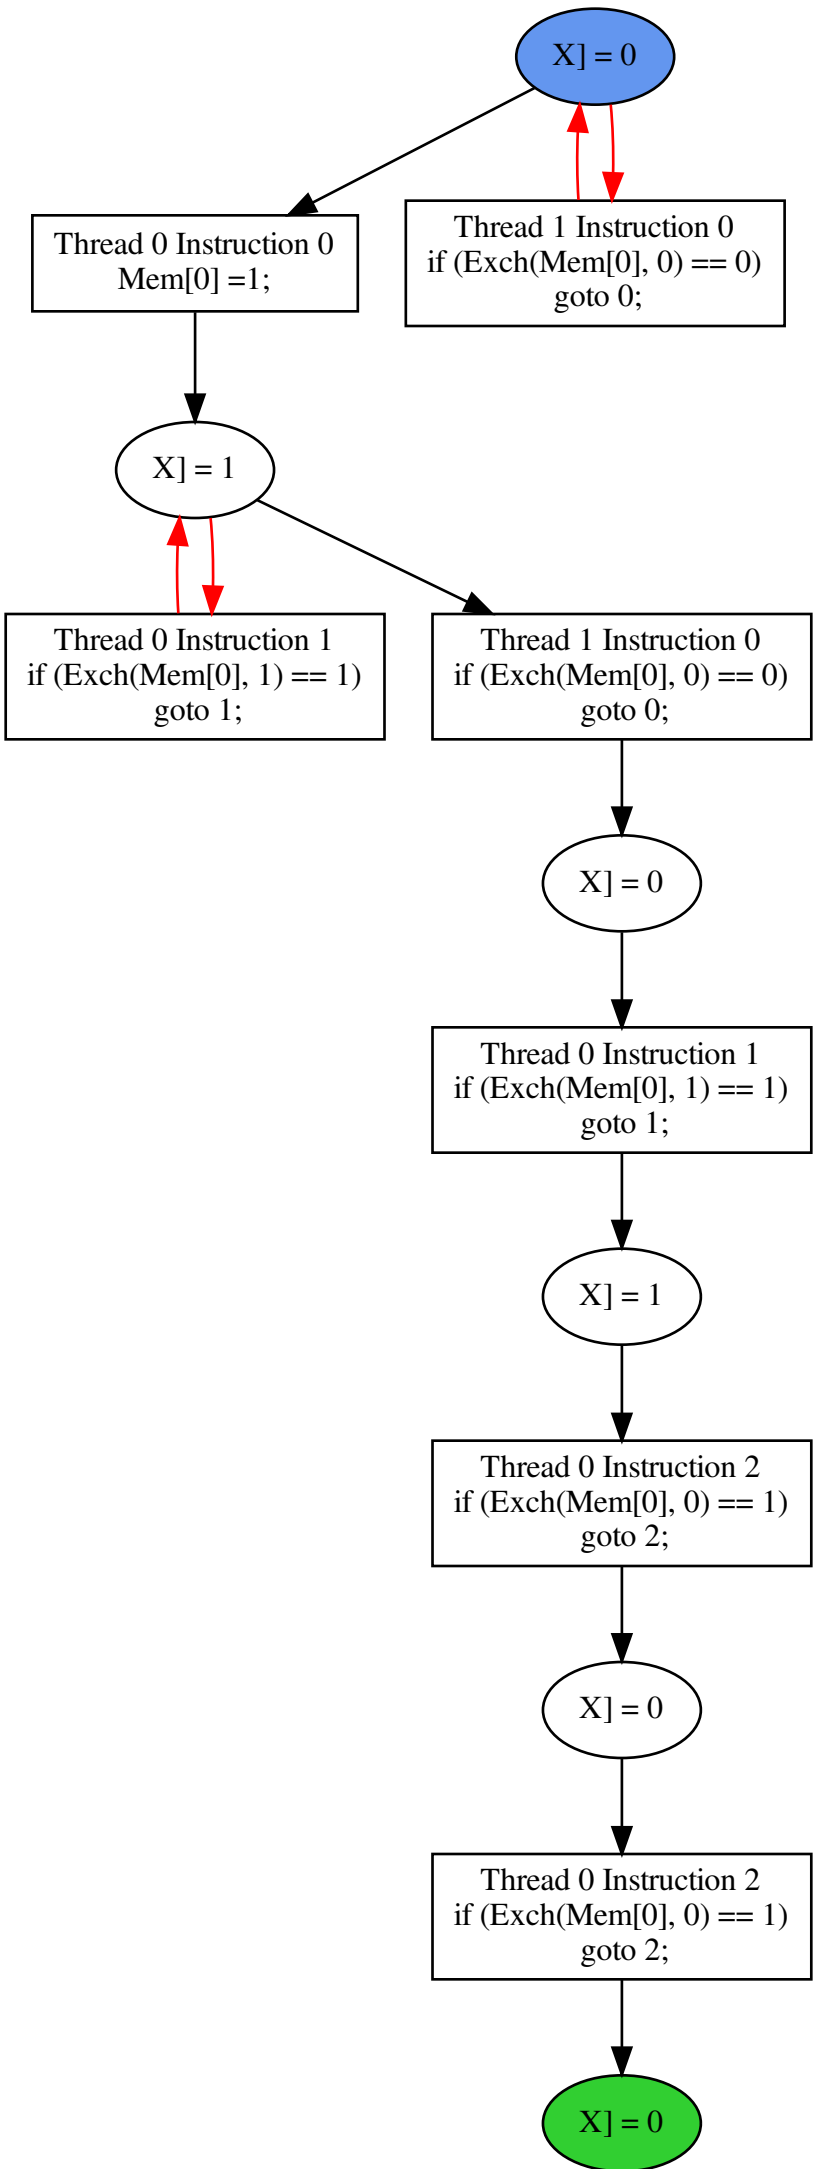 X] = 0
Thread 0 Instruction 0
Mem[0] =1;
Thread 1 Instruction 0
if (Exch(Mem[0], 0) == 0)
goto 0;
X] = 1
Thread 0 Instruction 1
if (Exch(Mem[0], 1) == 1)
goto 1;
Thread 1 Instruction 0
if (Exch(Mem[0], 0) == 0)
goto 0;
X] = 0
Thread 0 Instruction 1
if (Exch(Mem[0], 1) == 1)
goto 1;
X] = 1
Thread 0 Instruction 2
if (Exch(Mem[0], 0) == 1)
goto 2;
X] = 0
Thread 0 Instruction 2
if (Exch(Mem[0], 0) == 1)
goto 2;
X] = 0